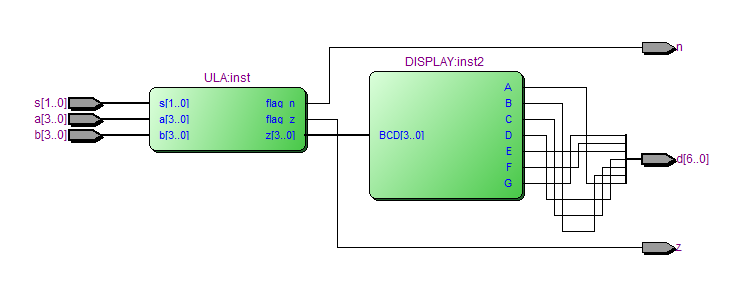 n
DISPLAY:inst2
ULA:inst
A
s[1..0] s[1..0] flag_n B
a[3..0] a[3..0] flag_z C
b[3..0] b[3..0] z[3..0] BCD[3..0] D
E
d[6..0]
F
G
z